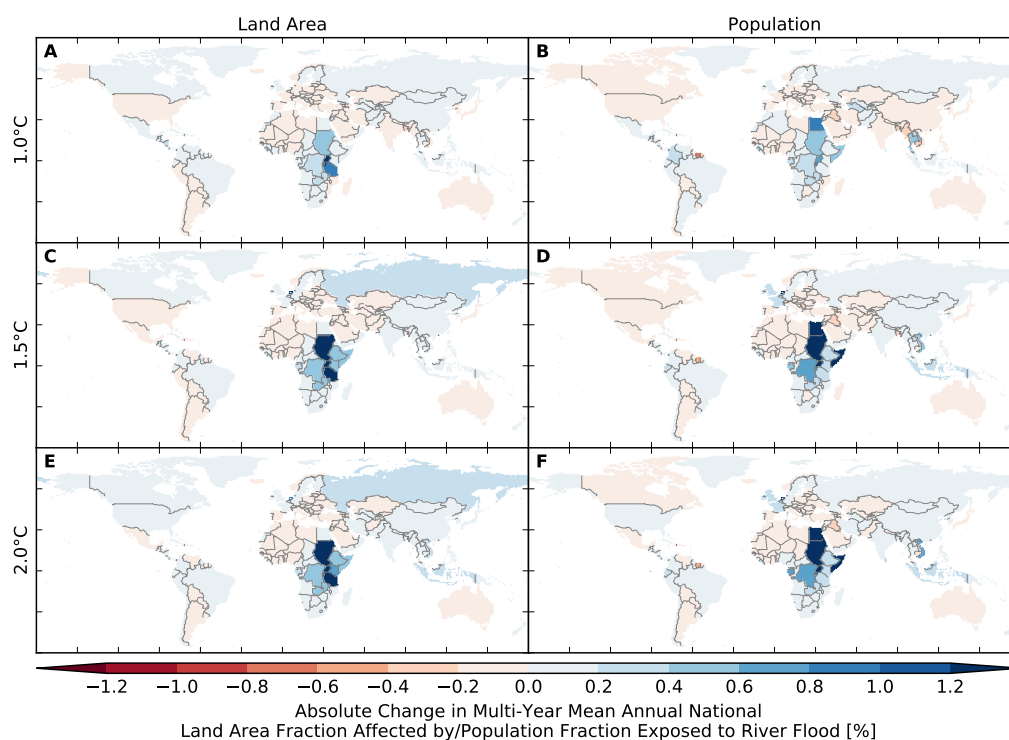 Land Area
Population
A
B
1.0°C
C
D
1.5°C
E
F
2.0°C
−1.2 −1.0 −0.8 −0.6 −0.4 −0.2 0.0 0.2 0.4 0.6 0.8 1.0 1.2
Absolute Change in Multi-Year Mean Annual National
Land Area Fraction Affected by/Population Fraction Exposed to River Flood [%]